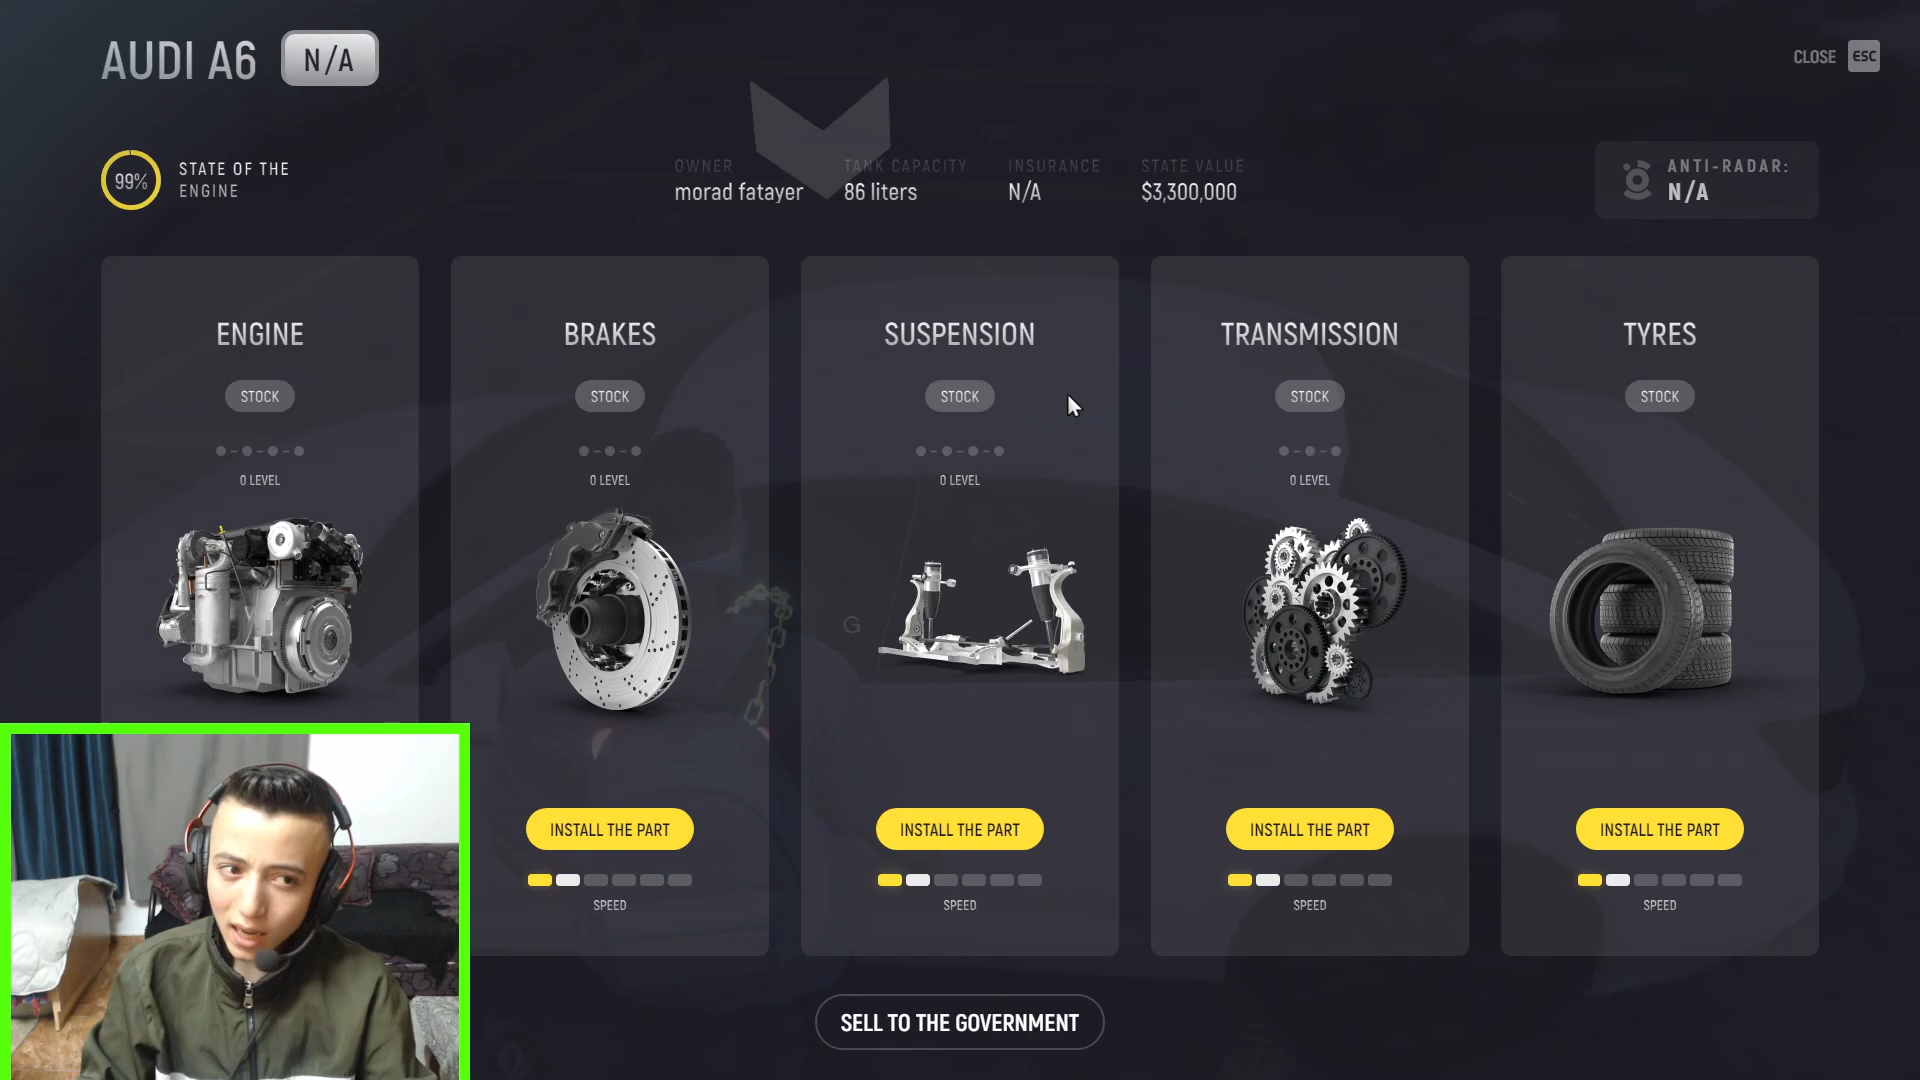 AUDI A6 N/A
CLOSE ESC
99%
STATE OF THE
ENGINE
OWNER
morad fatayer
TANK CAPACITY
86 liters
INSURANCE
N/A
STATE VALUE
$3,300,000
ANTI-RADAR:
N/A
ENGINE
STOCK
0 LEVEL
BRAKES
STOCK
0 LEVEL
INSTALL THE PART
SPEED
SUSPENSION
STOCK
0 LEVEL
INSTALL THE PART
SPEED
TRANSMISSION
STOCK
0 LEVEL
INSTALL THE PART
SPEED
TYRES
STOCK
INSTALL THE PART
SPEED
G
SELL TO THE GOVERNMENT